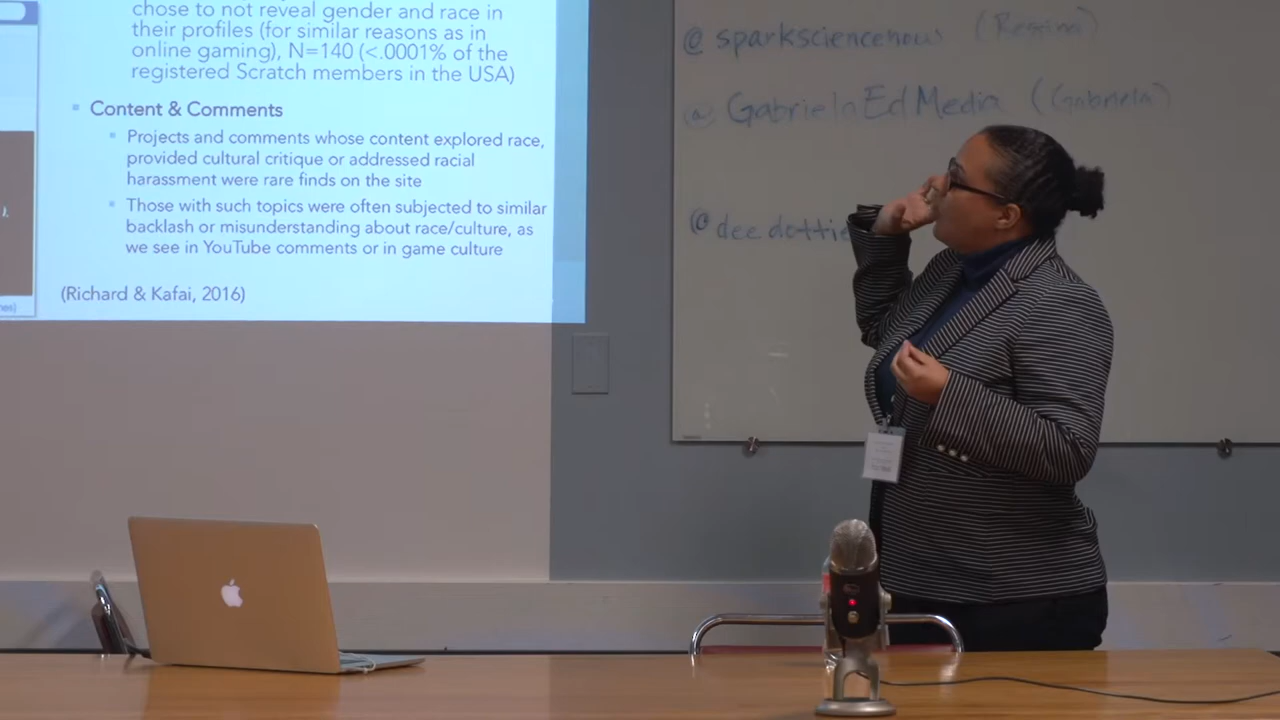 chose to not reveal gender and race in
their profiles (for similar reasons as in
online gaming), N=140 (<.0001% of the
registered Scratch members in the USA)
Content & Comments
Projects and comments whose content explored race,
provided cultural critique or addressed racial
harassment were rare finds on the site
Those with such topics were often subjected to similar
backlash or misunderstanding about race/culture, as
we see in YouTube comments or in game culture
(Richard & Kafai, 2016)
@ sparksciencenow (Regina)
@ GabrielaEdMedia (Gabriela)
@ dee dottie